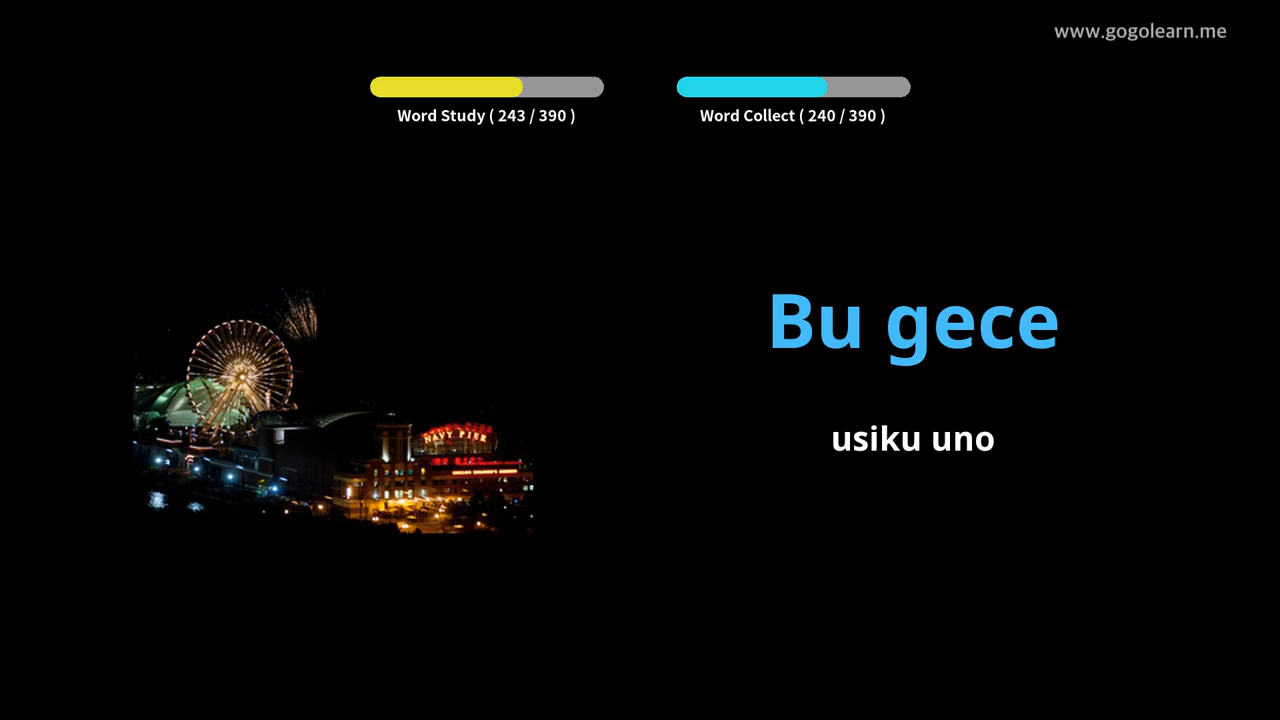 www.gogolearn.me
Word Study ( 243 / 390 )
Word Collect ( 240 / 390 )
Bu gece
usiku uno
NAVY PIER